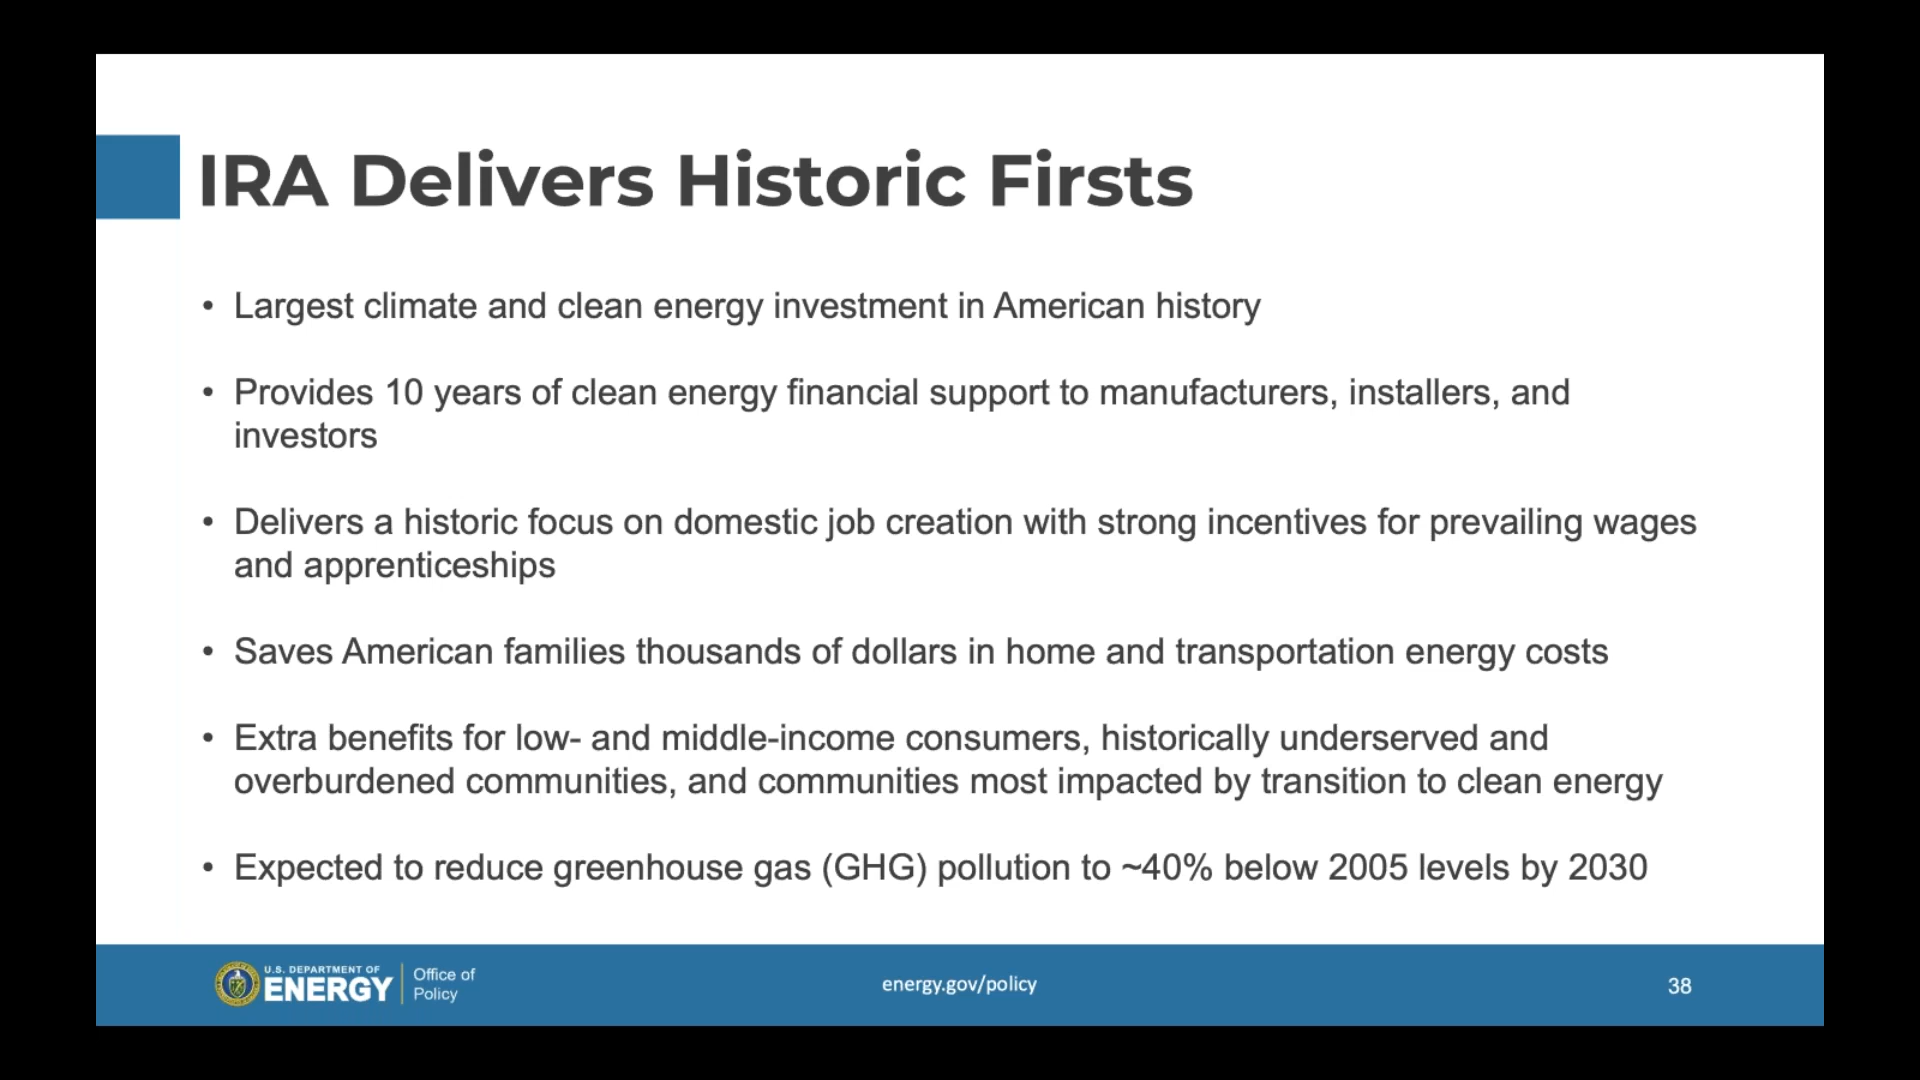 IRA Delivers Historic Firsts
• Largest climate and clean energy investment in American history
• Provides 10 years of clean energy financial support to manufacturers, installers, and
investors
• Delivers a historic focus on domestic job creation with strong incentives for prevailing wages
and apprenticeships
• Saves American families thousands of dollars in home and transportation energy costs
• Extra benefits for low- and middle-income consumers, historically underserved and
overburdened communities, and communities most impacted by transition to clean energy
• Expected to reduce greenhouse gas (GHG) pollution to ~40% below 2005 levels by 2030
U.S. DEPARTMENT OF
ENERGY
Office of
Policy
energy.gov/policy
38